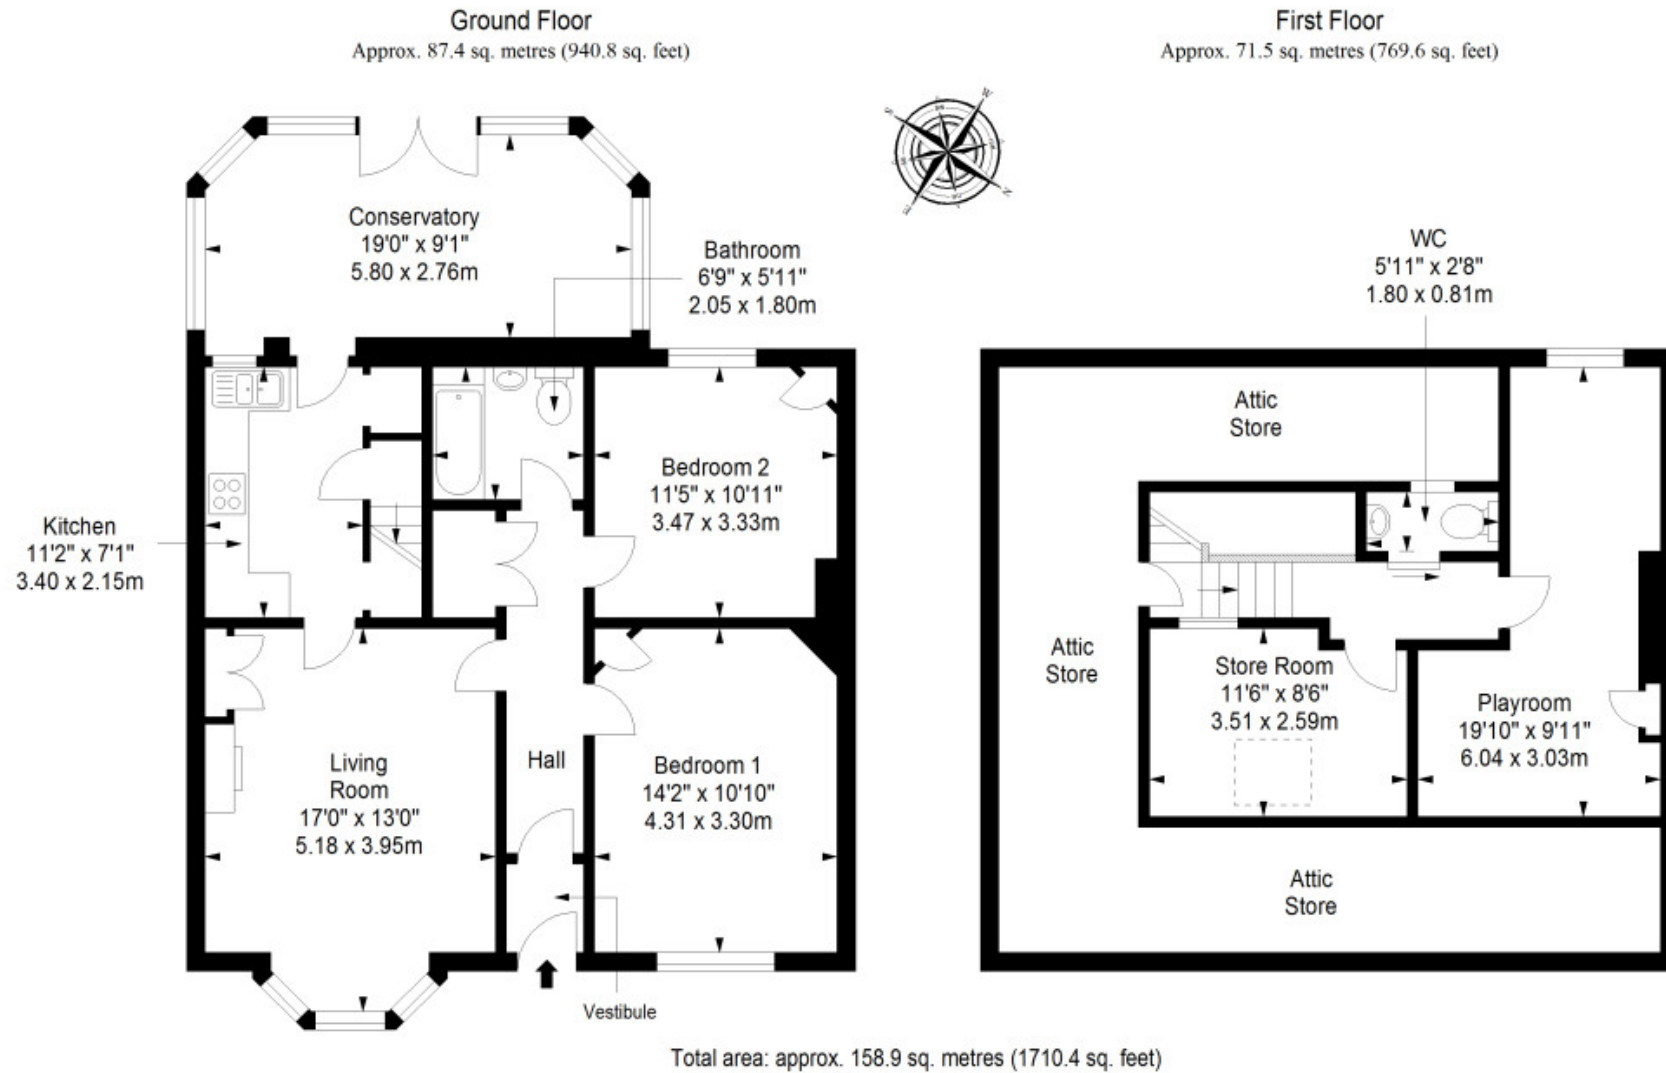 Ground Floor
Approx. 87.4 sq. metres (940.8 sq. feet)
First Floor
Approx. 71.5 sq. metres (769.6 sq. feet)
S
W
N
E
Conservatory
19'0" x 9'1"
5.80 x 2.76m
Bathroom
6'9" x 5'11"
2.05 x 1.80m
Bedroom 2
11'5" x 10'11"
3.47 x 3.33m
Kitchen
11'2" x 7'1"
3.40 x 2.15m
Living
Room
17'0" x 13'0"
5.18 x 3.95m
Hall
Bedroom 1
14'2" x 10'10"
4.31 x 3.30m
Vestibule
WC
5'11" x 2'8"
1.80 x 0.81m
Attic
Store
Attic
Store
Store Room
11'6" x 8'6"
3.51 x 2.59m
Playroom
19'10" x 9'11"
6.04 x 3.03m
Attic
Store
Total area: approx. 158.9 sq. metres (1710.4 sq. feet)